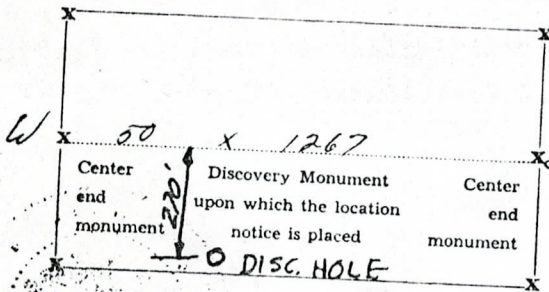 X X
W X 50 X 1267 X
Center end monument
270'
Discovery Monument upon which the location notice is placed
Center end monument
X O DISC. HOLE X